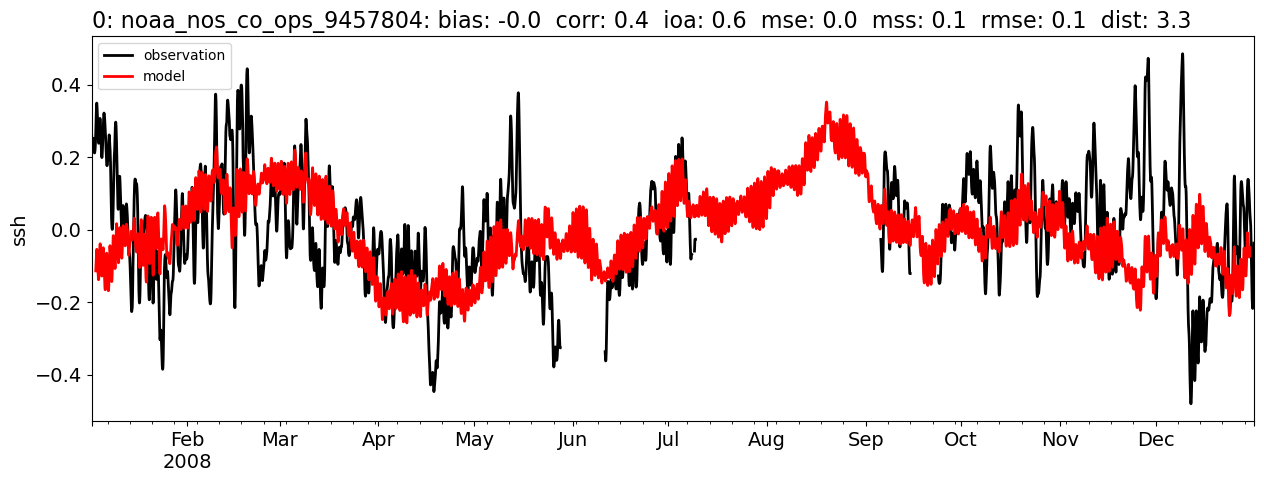 0: noaa_nos_co_ops_9457804: bias: -0.0  corr: 0.4  ioa: 0.6  mse: 0.0  mss: 0.1  rmse: 0.1  dist: 3.3
observation
model
0.4
0.2
0.0
−0.2
−0.4
ssh
Feb Mar Apr May Jun Jul Aug Sep Oct Nov Dec
2008